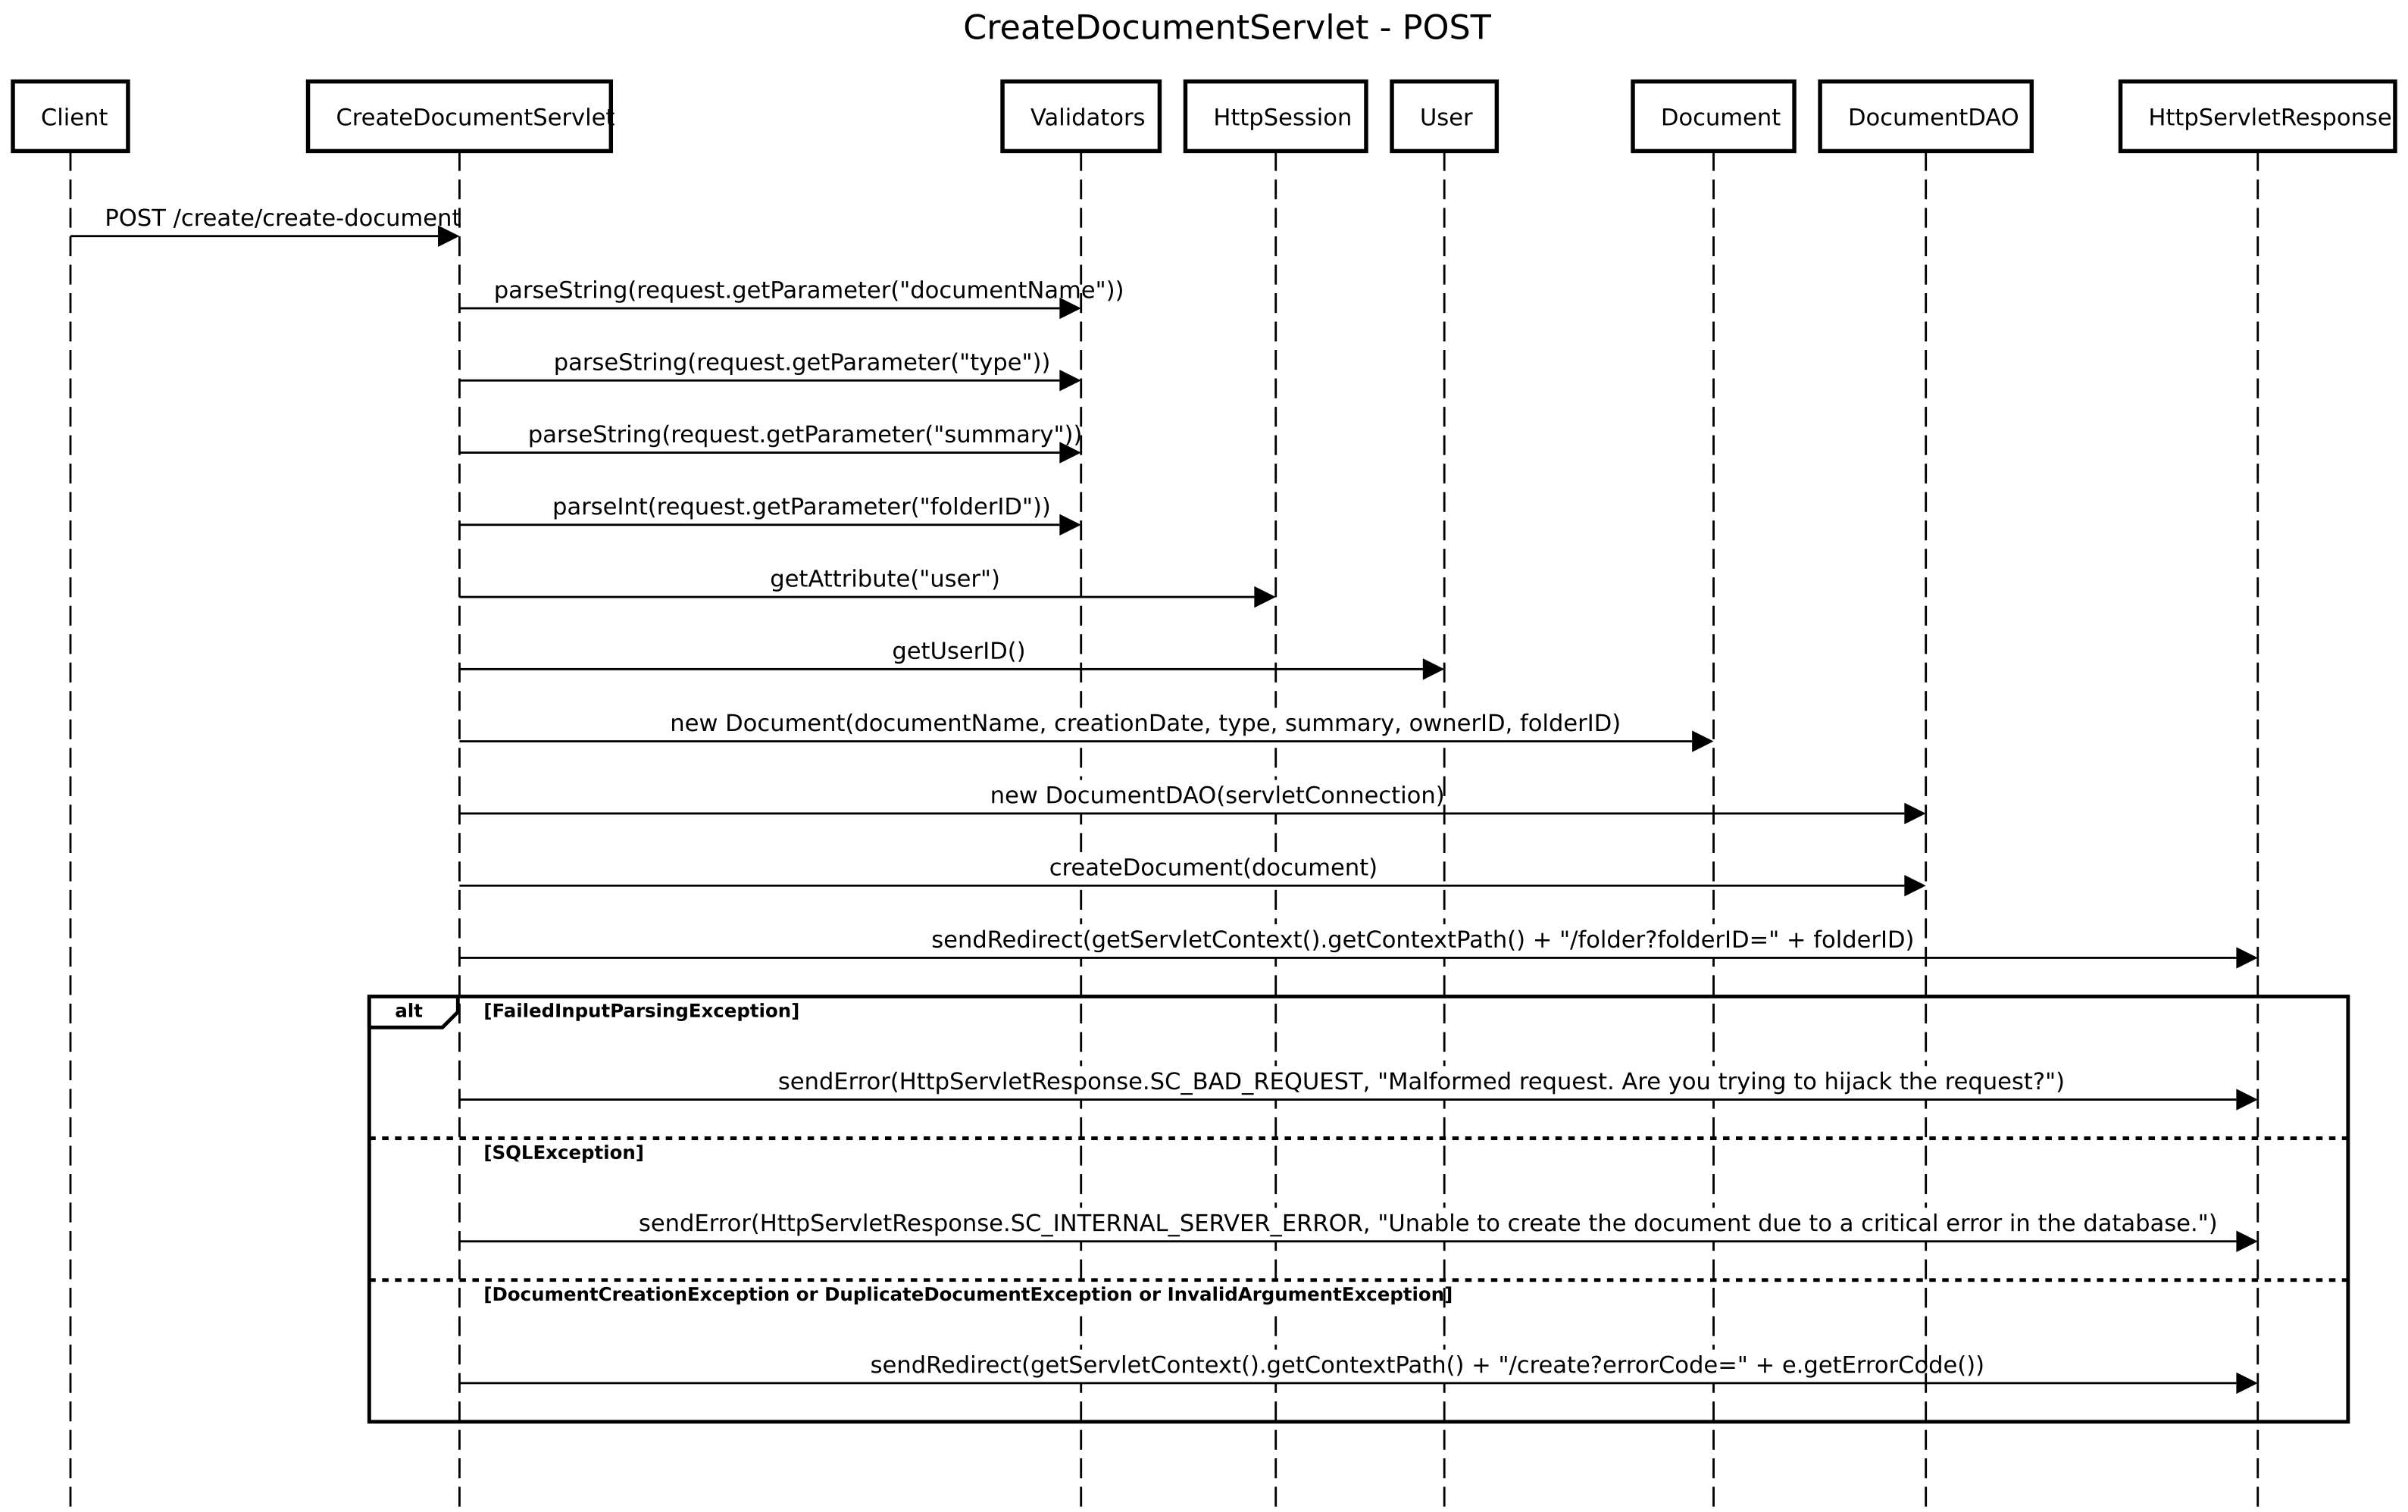 CreateDocumentServlet - POST
Client
CreateDocumentServlet
Validators
HttpSession
User
Document
DocumentDAO
HttpServletResponse
POST /create/create-document
parseString(request.getParameter("documentName"))
parseString(request.getParameter("type"))
parseString(request.getParameter("summary"))
parseInt(request.getParameter("folderID"))
getAttribute("user")
getUserID()
new Document(documentName, creationDate, type, summary, ownerID, folderID)
new DocumentDAO(servletConnection)
createDocument(document)
sendRedirect(getServletContext().getContextPath() + "/folder?folderID=" + folderID)
alt
[FailedInputParsingException]
sendError(HttpServletResponse.SC_BAD_REQUEST, "Malformed request. Are you trying to hijack the request?")
[SQLException]
sendError(HttpServletResponse.SC_INTERNAL_SERVER_ERROR, "Unable to create the document due to a critical error in the database.")
[DocumentCreationException or DuplicateDocumentException or InvalidArgumentException]
sendRedirect(getServletContext().getContextPath() + "/create?errorCode=" + e.getErrorCode())